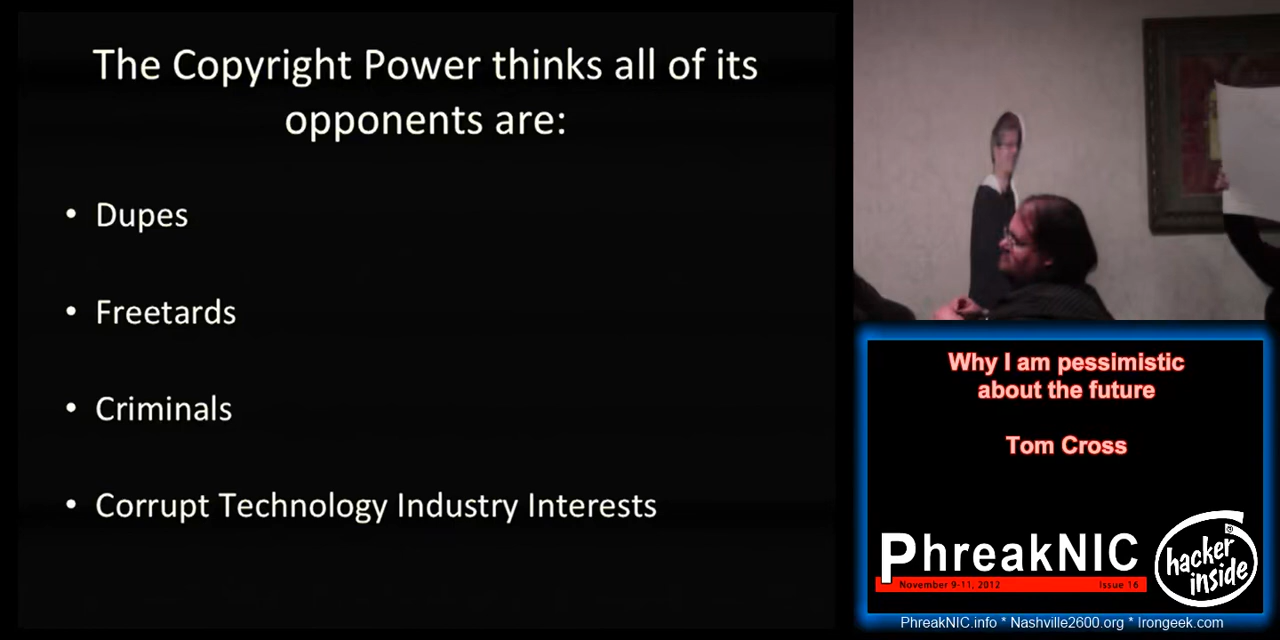 The Copyright Power thinks all of its
opponents are:
• Dupes
• Freetards
• Criminals
• Corrupt Technology Industry Interests
Why I am pessimistic
about the future
Tom Cross
PhreakNIC
November 9-11, 2012 Issue 16
hacker
inside
PhreakNIC.info * Nashville2600.org * Irongeek.com